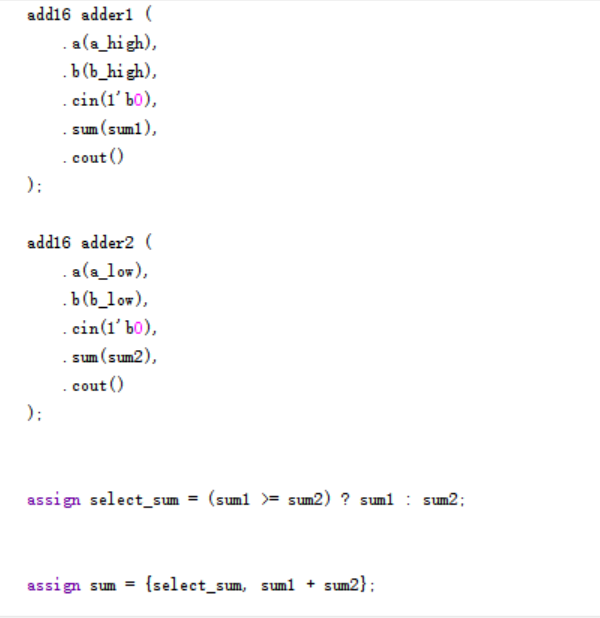 add16 adder1 (
.a(a_high),
.b(b_high),
.cin(1'b0),
.sum(sum1),
.cout()
);
add16 adder2 (
.a(a_low),
.b(b_low),
.cin(1'b0),
.sum(sum2),
.cout()
);
assign select_sum = (sum1 >= sum2) ? sum1 : sum2;
assign sum = {select_sum, sum1 + sum2};